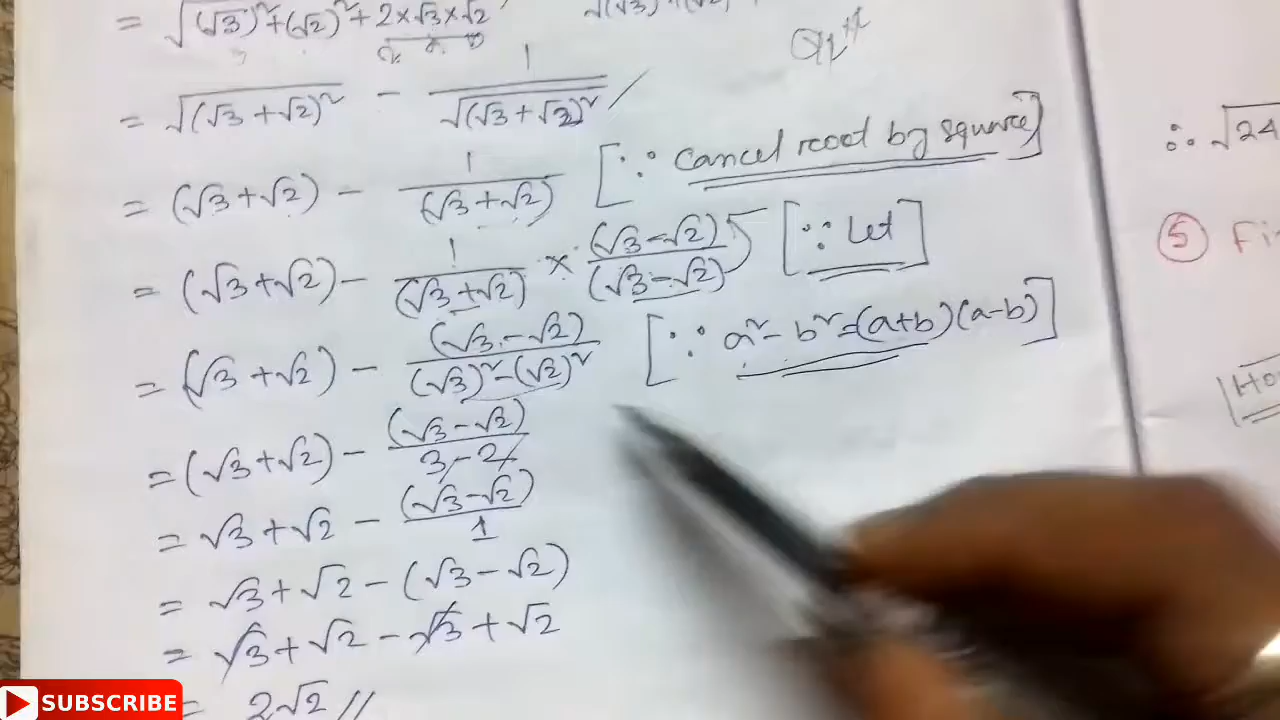 = √(√3)² + (√2)² + 2×√3×√2
= √(√3 + √2)² - 1/√(√3 + √2)²
= (√3 + √2) - 1/(√3 + √2) [∵ cancel root by square]
= (√3 + √2) - 1/(√3 + √2) × (√3 - √2)/(√3 - √2) [∵ Let]
= (√3 + √2) - (√3 - √2)/(√3)² - (√2)² [∵ a² - b² = (a+b)(a-b)]
= (√3 + √2) - (√3 - √2)/3 - 2
= √3 + √2 - (√3 - √2)/1
= √3 + √2 - (√3 - √2)
= √3 + √2 - √3 + √2
= 2√2 //
∴ √24
5 Fi
Ho
SUBSCRIBE